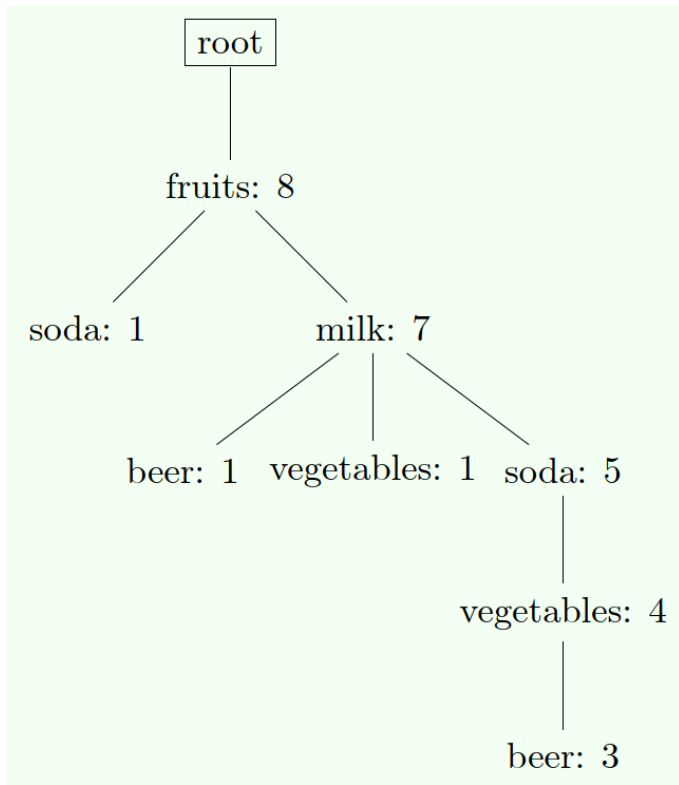 root
fruits: 8
soda: 1
milk: 7
beer: 1
vegetables: 1
soda: 5
vegetables: 4
beer: 3